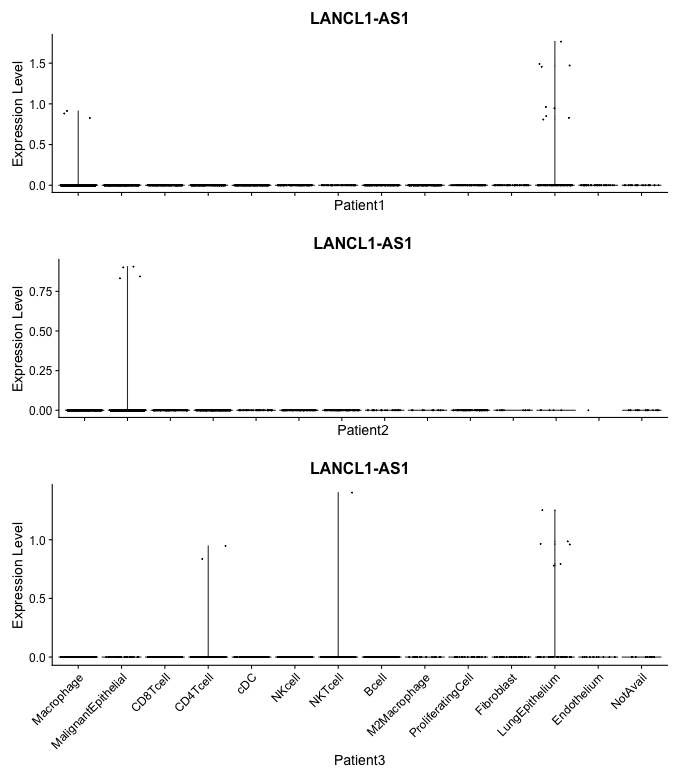 LANCL1-AS1
Expression Level
1.5
1.0
0.5
0.0
Patient1
LANCL1-AS1
Expression Level
0.75
0.50
0.25
0.00
Patient2
LANCL1-AS1
Expression Level
1.0
0.5
0.0
Macrophage
MalignantEpithelial
CD8Tcell
CD4Tcell
cDC
NKcell
NKTcell
Bcell
M2Macrophage
ProliferatingCell
Fibroblast
LungEpithelium
Endothelium
NotAvail
Patient3